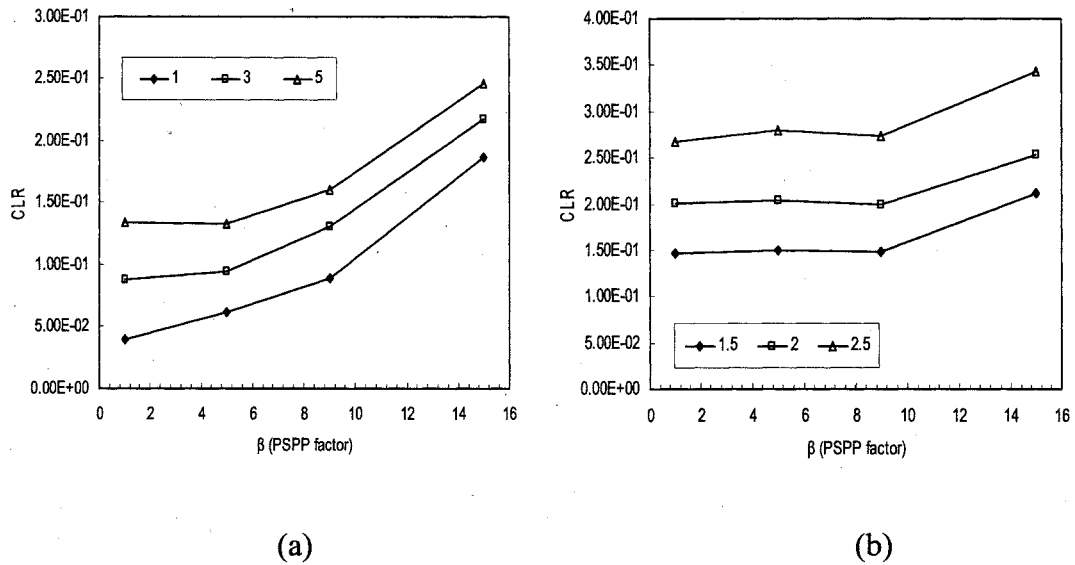 3.00E-01
2.50E-01
2.00E-01
1.50E-01
1.00E-01
5.00E-02
0.00E+00
CLR
1 3 5
0 2 4 6 8 10 12 14 16
β (PSPP factor)
(a)
4.00E-01
3.50E-01
3.00E-01
2.50E-01
2.00E-01
1.50E-01
1.00E-01
5.00E-02
0.00E+00
CLR
1.5 2 2.5
0 2 4 6 8 10 12 14 16
β (PSPP factor)
(b)